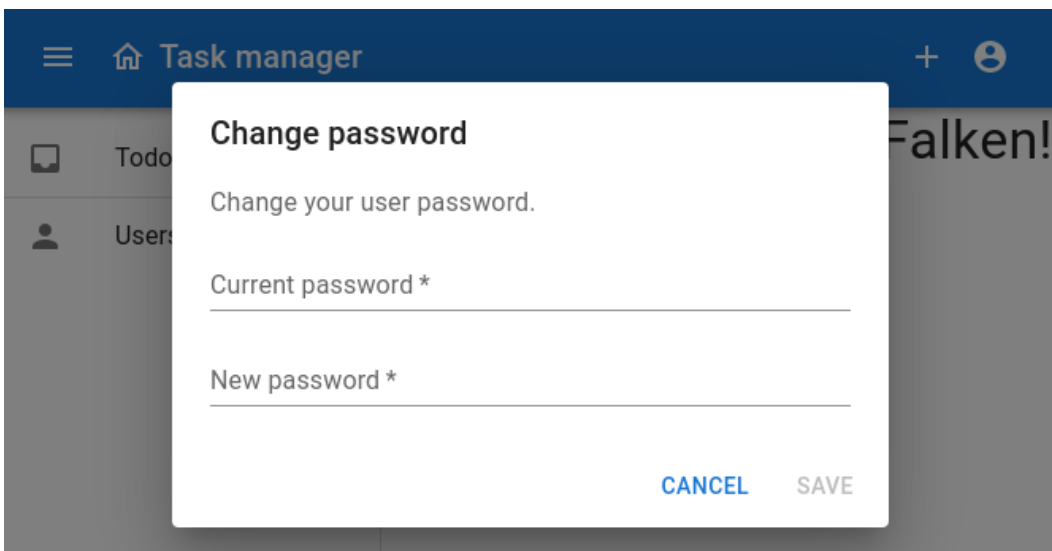 Task manager
Falken!
Todo
Users
Change password
Change your user password.
Current password *
New password *
CANCEL SAVE